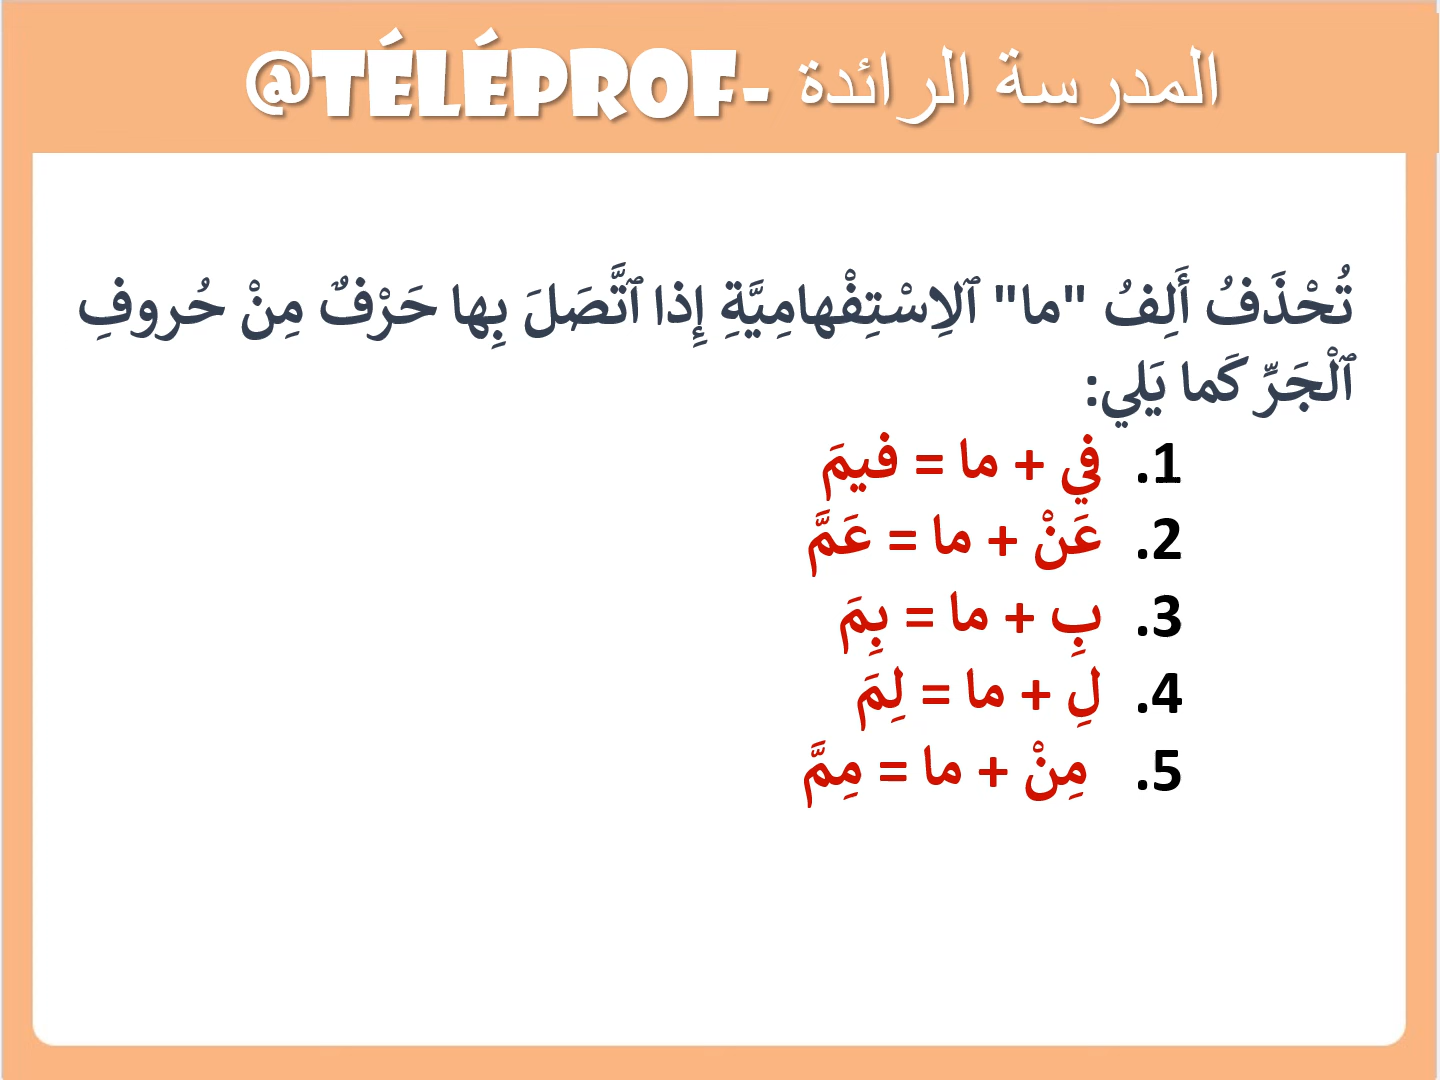 @TÉLÉPROF- المدرسة الرائدة
تُحْذَفُ أَلِفُ "ما" ٱلِاسْتِفْهامِيَّةِ إِذا ٱتَّصَلَ بِها حَرْفٌ مِنْ حُروفِ
ٱلْجَرِّ كَما يَلي:
1. في + ما = فيمَ
2. عَنْ + ما = عَمَّ
3. بِ + ما = بِمَ
4. لِ + ما = لِمَ
5. مِنْ + ما = مِمَّ